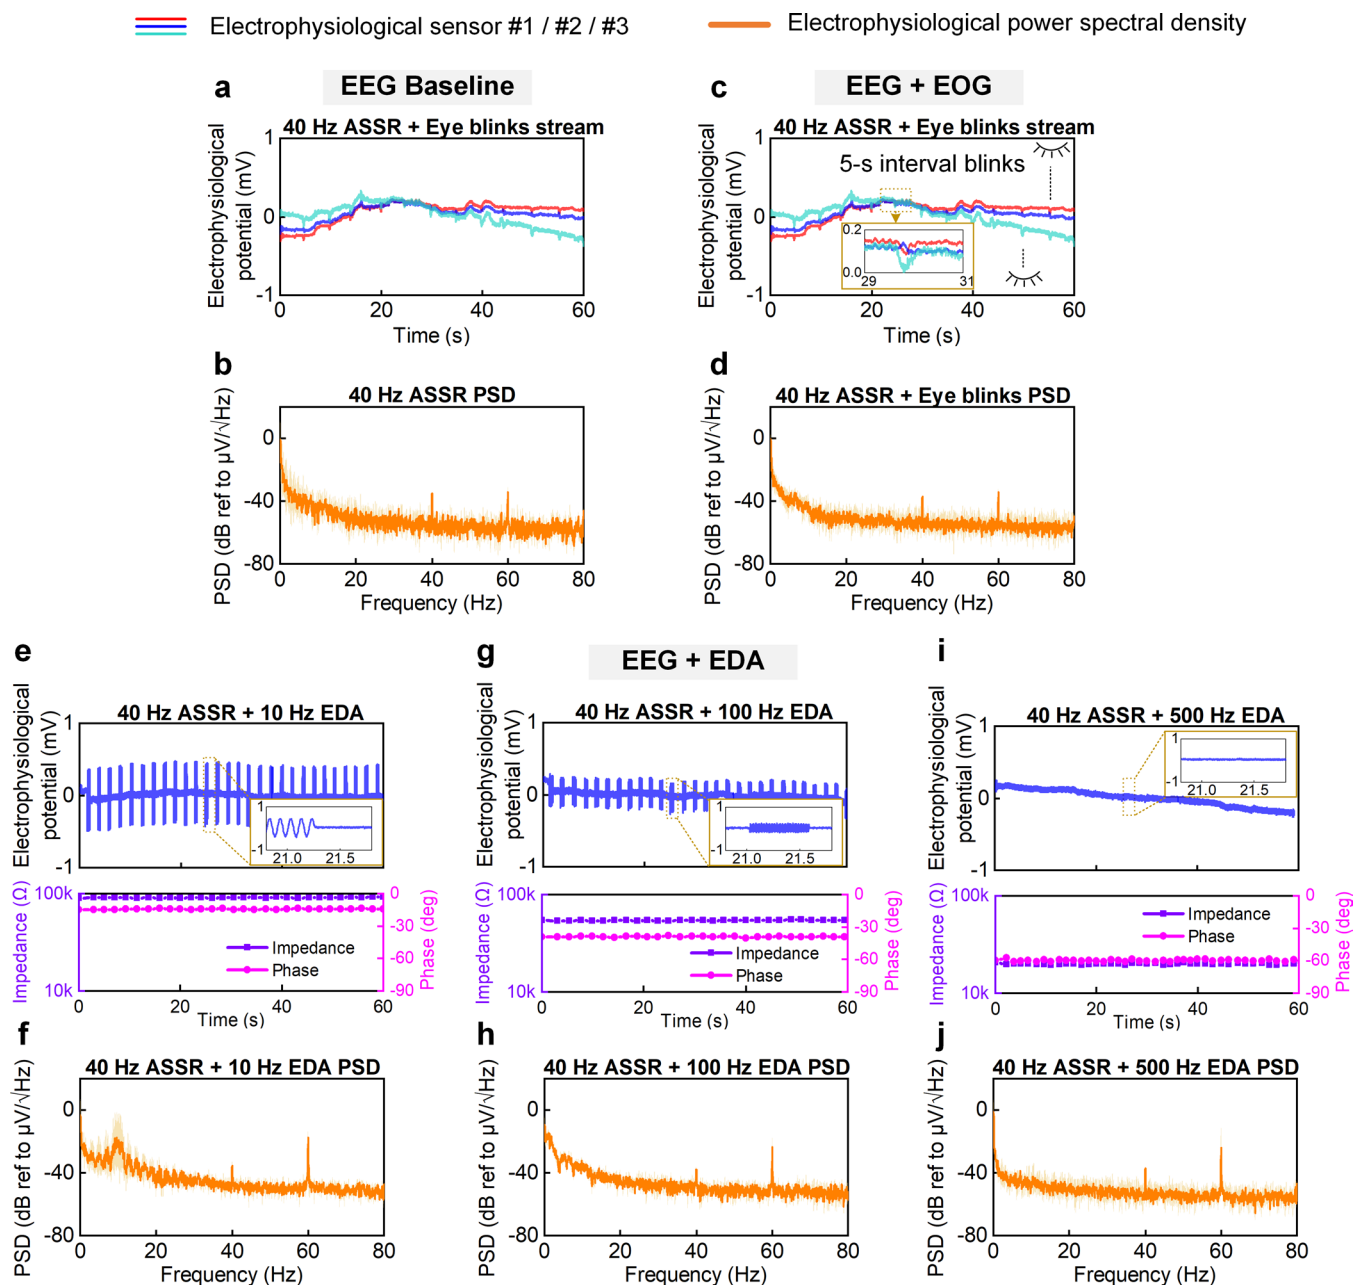 Electrophysiological sensor #1 / #2 / #3
Electrophysiological power spectral density
a
EEG Baseline
40 Hz ASSR + Eye blinks stream
Electrophysiological
potential (mV)
1
0
-1
0
20
40
60
Time (s)
c
EEG + EOG
40 Hz ASSR + Eye blinks stream
Electrophysiological
potential (mV)
1
0
-1
5-s interval blinks
0.2
0.0
29
31
0
20
40
60
Time (s)
b
40 Hz ASSR PSD
PSD (dB ref to µV/√Hz)
0
-40
-80
0
20
40
60
80
Frequency (Hz)
d
40 Hz ASSR + Eye blinks PSD
PSD (dB ref to µV/√Hz)
0
-40
-80
0
20
40
60
80
Frequency (Hz)
e
40 Hz ASSR + 10 Hz EDA
Electrophysiological
potential (mV)
1
0
-1
1
-1
21.0
21.5
Impedance (Ω)
100k
10k
Impedance
Phase
0
-30
-60
-90
Phase (deg)
0
20
40
60
Time (s)
g
EEG + EDA
40 Hz ASSR + 100 Hz EDA
Electrophysiological
potential (mV)
1
0
-1
1
-1
21.0
21.5
Impedance (Ω)
100k
10k
Impedance
Phase
0
-30
-60
-90
Phase (deg)
0
20
40
60
Time (s)
i
40 Hz ASSR + 500 Hz EDA
Electrophysiological
potential (mV)
1
0
-1
1
-1
21.0
21.5
Impedance (Ω)
100k
10k
Impedance
Phase
0
-30
-60
-90
Phase (deg)
0
20
40
60
Time (s)
f
40 Hz ASSR + 10 Hz EDA PSD
PSD (dB ref to µV/√Hz)
0
-40
-80
0
20
40
60
80
Frequency (Hz)
h
40 Hz ASSR + 100 Hz EDA PSD
PSD (dB ref to µV/√Hz)
0
-40
-80
0
20
40
60
80
Frequency (Hz)
j
40 Hz ASSR + 500 Hz EDA PSD
PSD (dB ref to µV/√Hz)
0
-40
-80
0
20
40
60
80
Frequency (Hz)